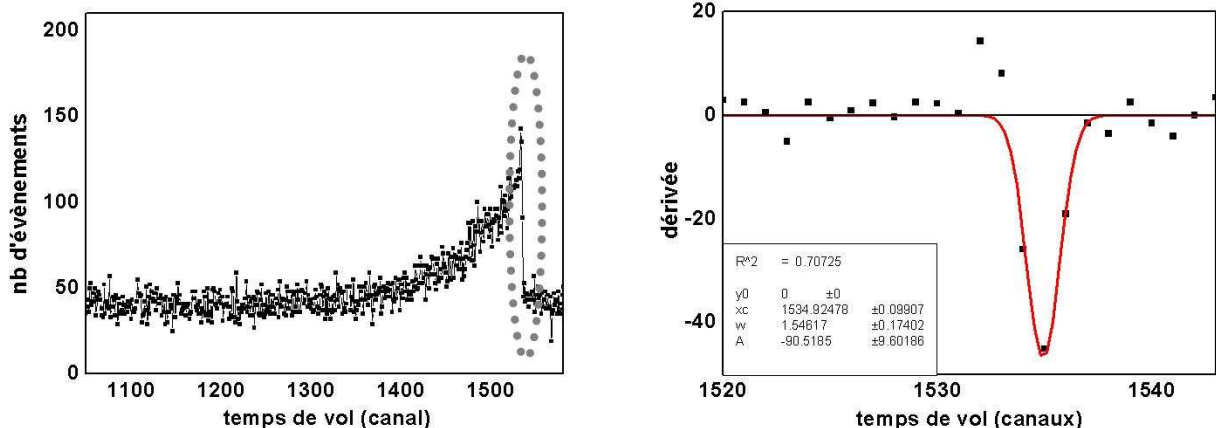 200
150
100
50
0
nb d'évènements
1100 1200 1300 1400 1500
temps de vol (canal)
20
0
-20
-40
dérivée
R^2 = 0.70725
y0 0 ±0
xc 1534.92478 ±0.09907
w 1.54617 ±0.17402
A -90.5185 ±9.60186
1520 1530 1540
temps de vol (canaux)